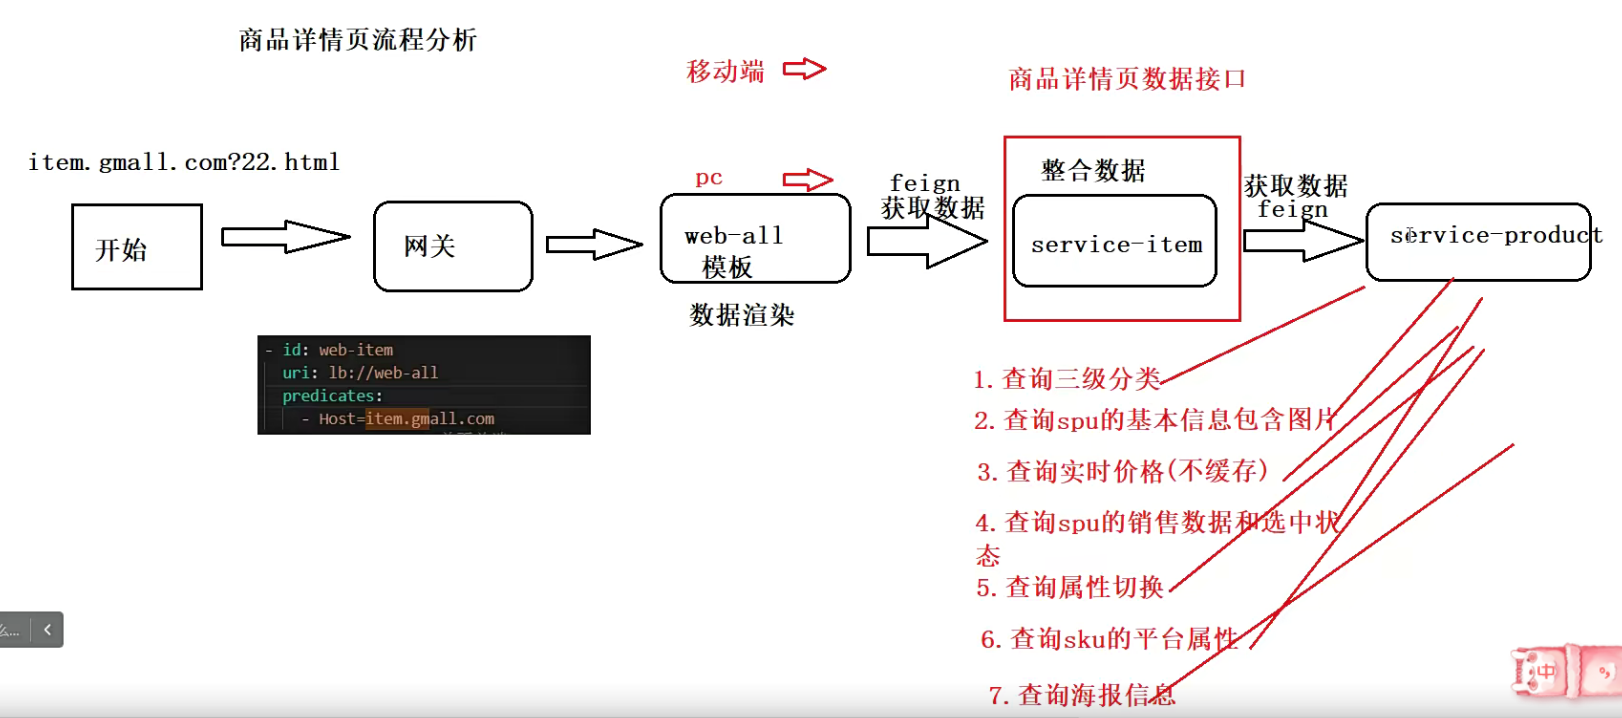 商品详情页流程分析
移动端
商品详情页数据接口
item.gmall.com?22.html
pc
feign
获取数据
整合数据
获取数据
feign
开始
网关
web-all
模板
service-item
service-product
数据渲染
- id: web-item
uri: lb://web-all
predicates:
- Host=item.gmall.com
1.查询三级分类
2.查询spu的基本信息包含图片
3.查询实时价格(不缓存)
4.查询spu的销售数据和选中状
态
5.查询属性切换
6.查询sku的平台属性
7.查询海报信息
么...
中